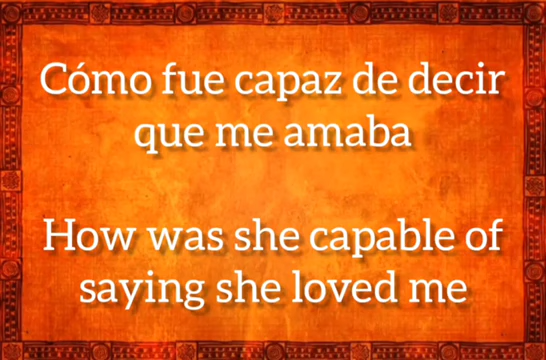 Cómo fue capaz de decir
que me amaba
How was she capable of
saying she loved me